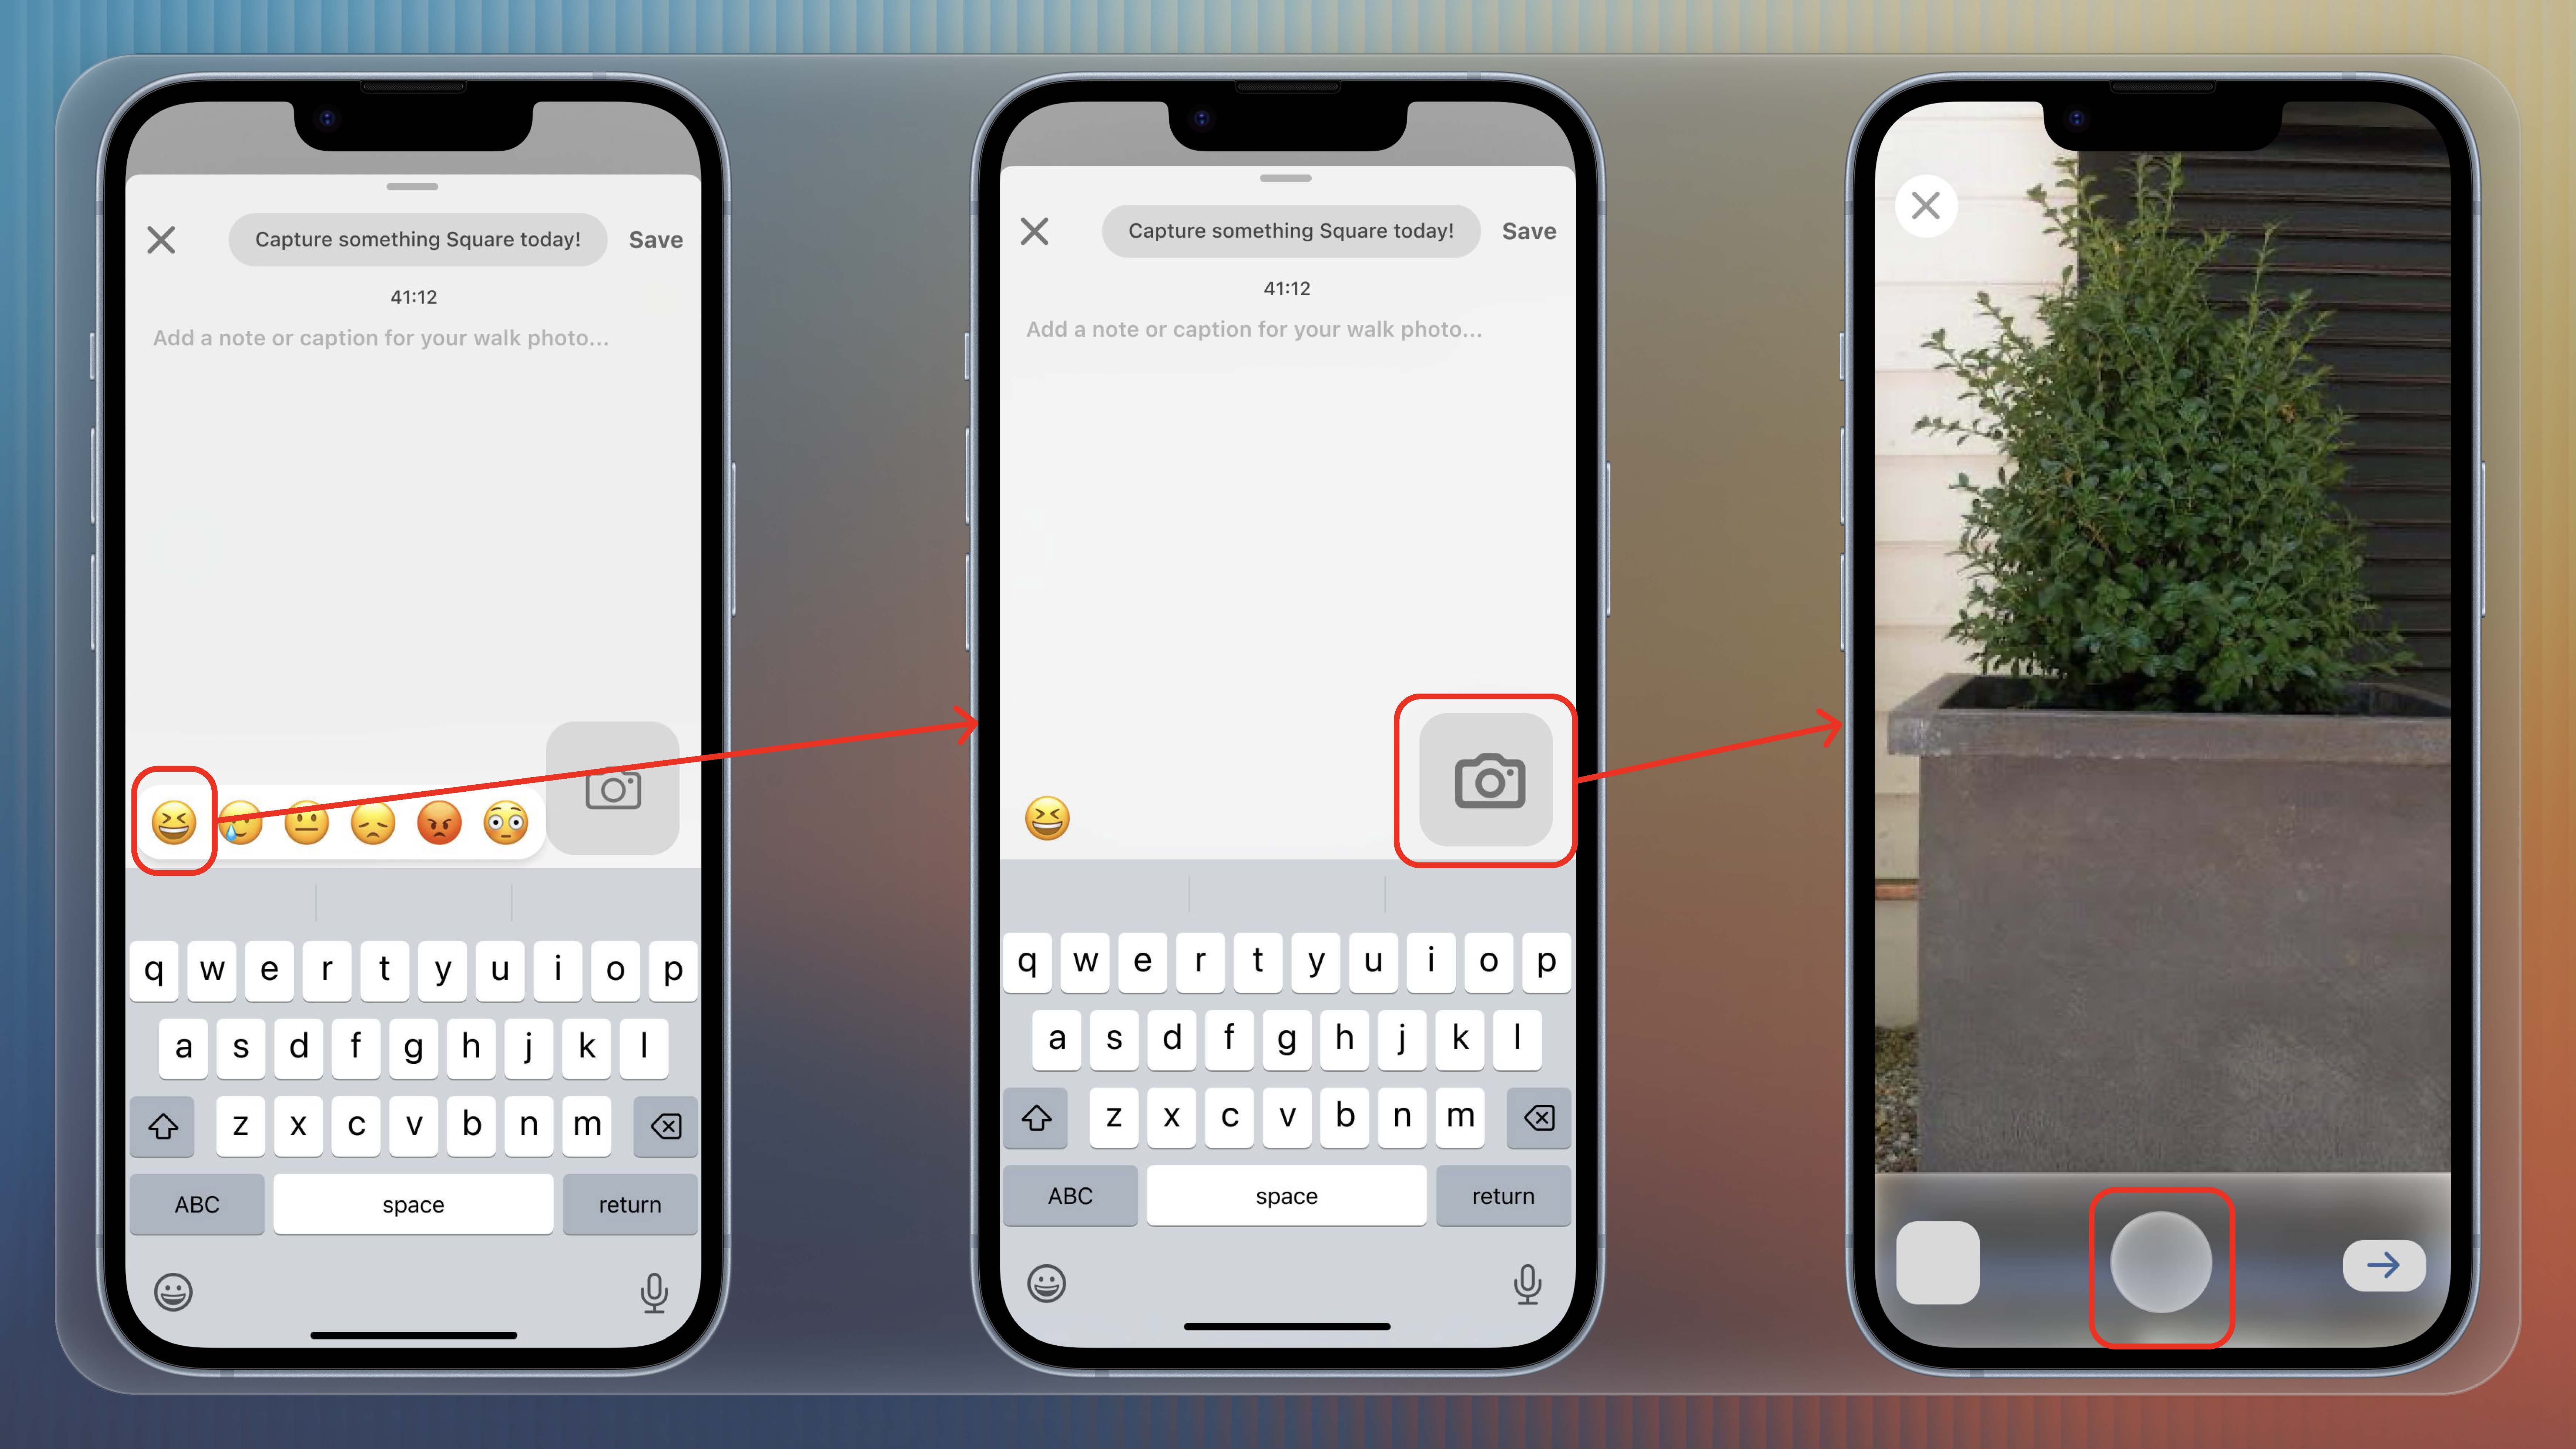 Capture something Square today!
Save
41:12
Add a note or caption for your walk photo...
q w e r t y u i o p
a s d f g h j k l
z x c v b n m
ABC space return
Capture something Square today!
Save
41:12
Add a note or caption for your walk photo...
q w e r t y u i o p
a s d f g h j k l
z x c v b n m
ABC space return